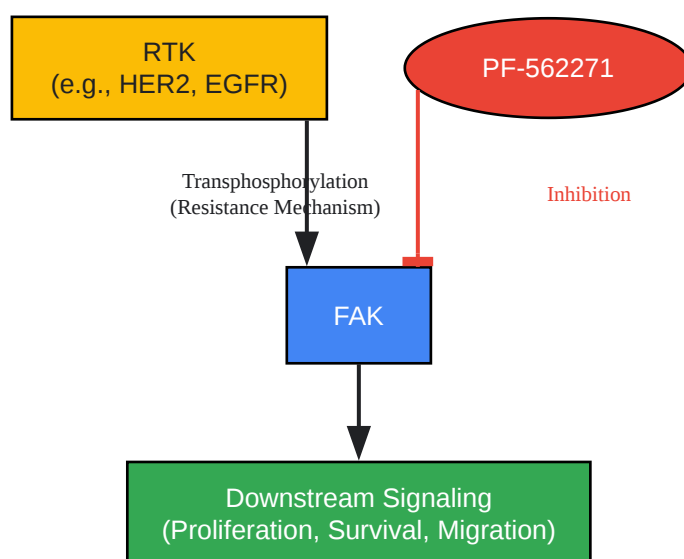 RTK
(e.g., HER2, EGFR)
PF-562271
Transphosphorylation
(Resistance Mechanism)
Inhibition
FAK
Downstream Signaling
(Proliferation, Survival, Migration)